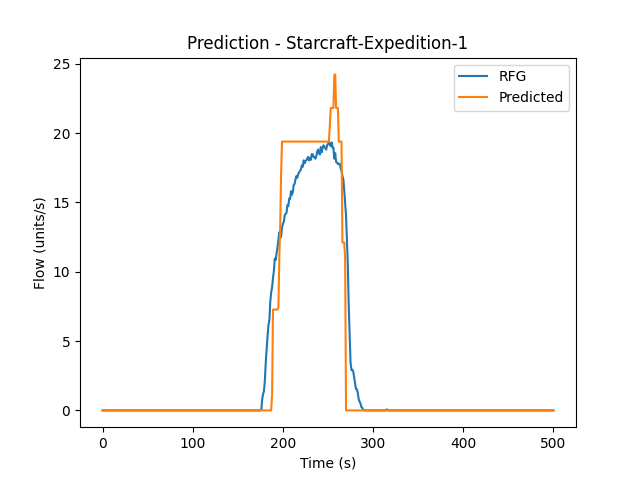 Prediction - Starcraft-Expedition-1
RFG
Predicted
25
20
15
10
5
0
Flow (units/s)
0 100 200 300 400 500
Time (s)